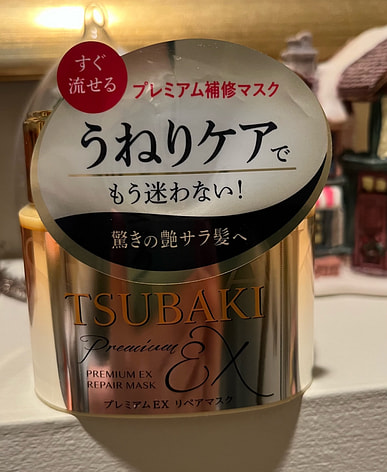 すぐ
流せる
プレミアム補修マスク
うねりケアで
もう迷わない!
驚きの艶サラ髪へ
TSUBAKI
Premium EX
PREMIUM EX
REPAIR MASK
プレミアムEX リペアマスク